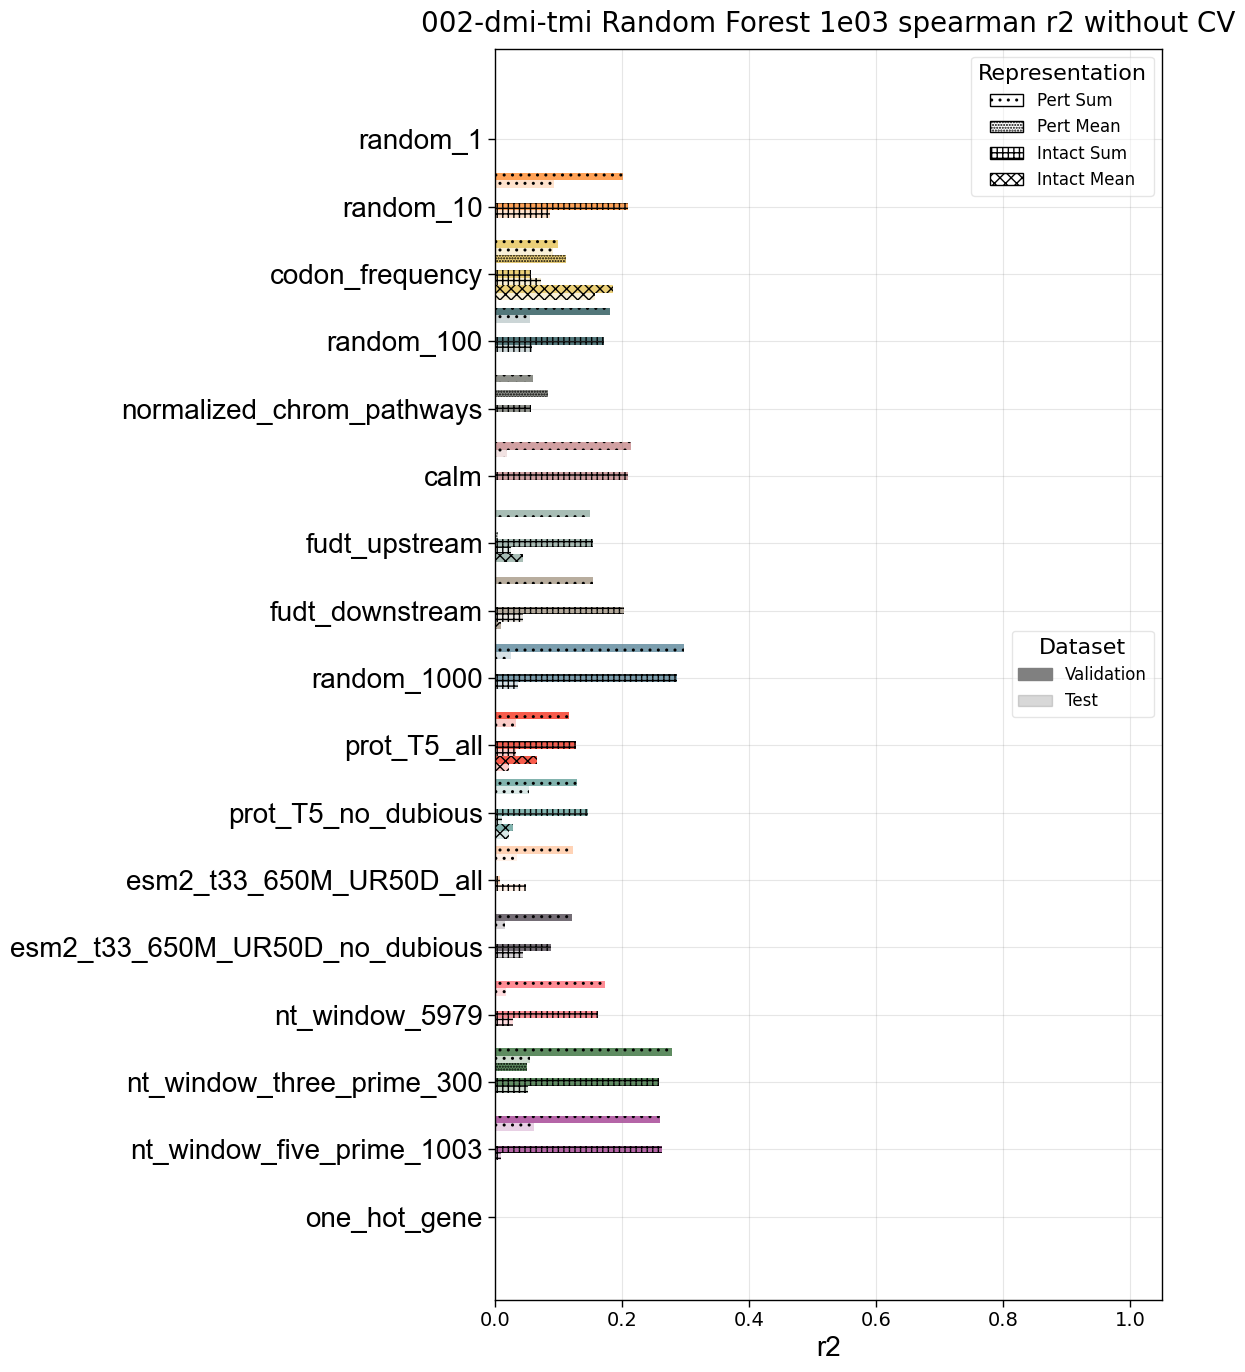 002-dmi-tmi Random Forest 1e03 spearman r2 without CV
Representation
Pert Sum
Pert Mean
Intact Sum
Intact Mean
random_1
random_10
codon_frequency
random_100
normalized_chrom_pathways
calm
fudt_upstream
fudt_downstream
Dataset
Validation
Test
random_1000
prot_T5_all
prot_T5_no_dubious
esm2_t33_650M_UR50D_all
esm2_t33_650M_UR50D_no_dubious
nt_window_5979
nt_window_three_prime_300
nt_window_five_prime_1003
one_hot_gene
0.0 0.2 0.4 0.6 0.8 1.0
r2